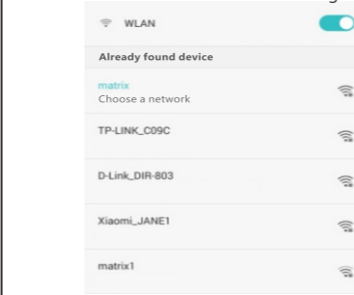 WLAN
Already found device
matrix
Choose a network
TP-LINK_C09C
D-Link_DIR-803
Xiaomi_JANE1
matrix1